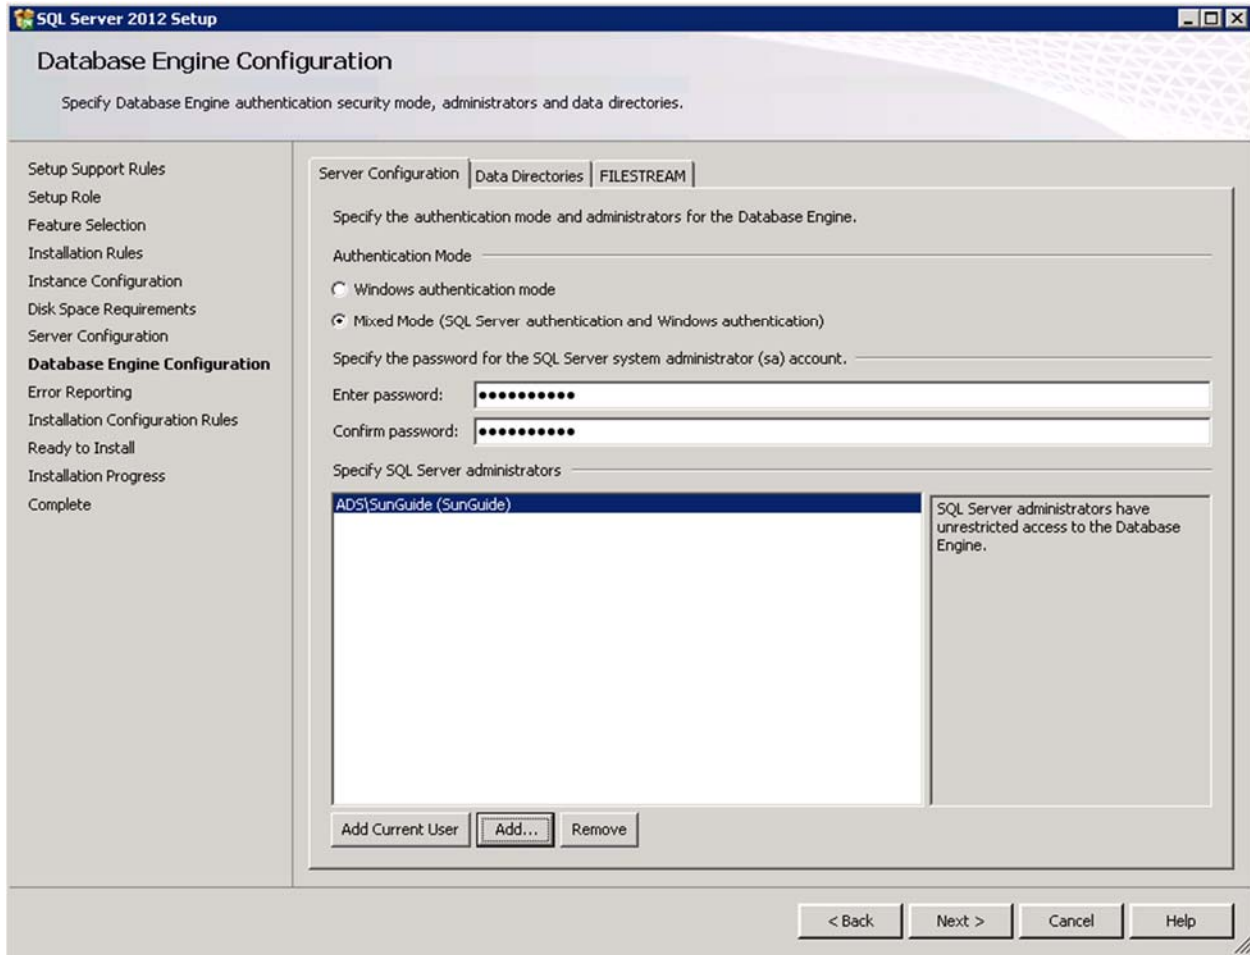 SQL Server 2012 Setup
Database Engine Configuration
Specify Database Engine authentication security mode, administrators and data directories.
Setup Support Rules
Setup Role
Feature Selection
Installation Rules
Instance Configuration
Disk Space Requirements
Server Configuration
Database Engine Configuration
Error Reporting
Installation Configuration Rules
Ready to Install
Installation Progress
Complete
Server Configuration Data Directories FILESTREAM
Specify the authentication mode and administrators for the Database Engine.
Authentication Mode
Windows authentication mode
Mixed Mode (SQL Server authentication and Windows authentication)
Specify the password for the SQL Server system administrator (sa) account.
Enter password: ●●●●●●●●●●
Confirm password: ●●●●●●●●●●
Specify SQL Server administrators
ADS\SunGuide (SunGuide)
SQL Server administrators have
unrestricted access to the Database
Engine.
Add Current User Add... Remove
< Back Next > Cancel Help